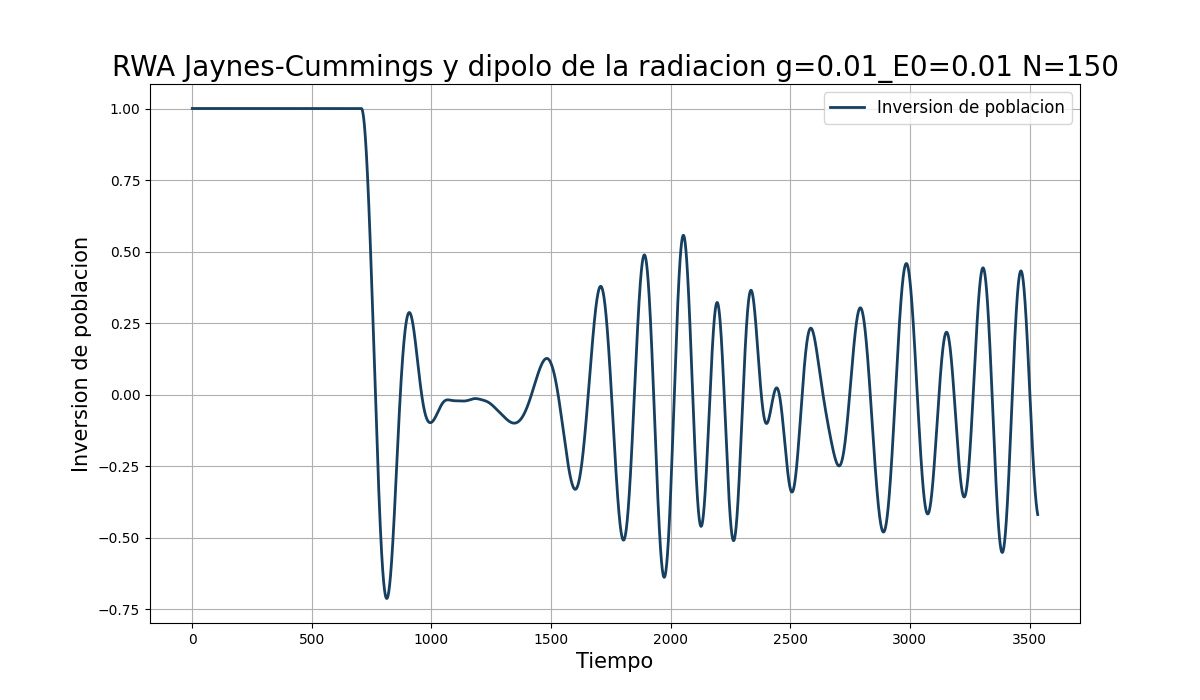 RWA Jaynes-Cummings y dipolo de la radiacion g=0.01_E0=0.01 N=150
Inversion de poblacion
1.00
0.75
0.50
0.25
0.00
−0.25
−0.50
−0.75
Inversion de poblacion
0 500 1000 1500 2000 2500 3000 3500
Tiempo